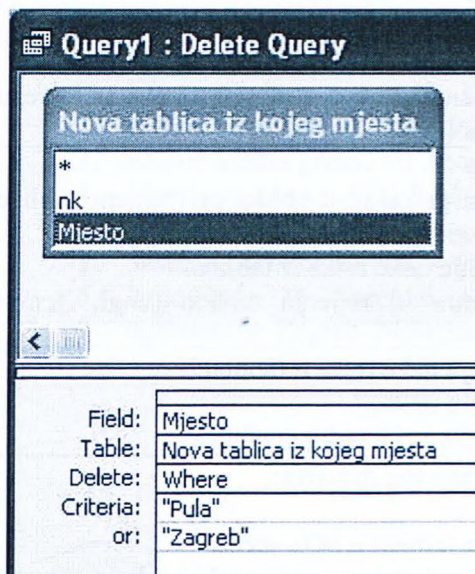 Query1 : Delete Query
Nova tablica iz kojeg mjesta
*
nk
Mjesto
Field: Mjesto
Table: Nova tablica iz kojeg mjesta
Delete: Where
Criteria: "Pula"
or: "Zagreb"